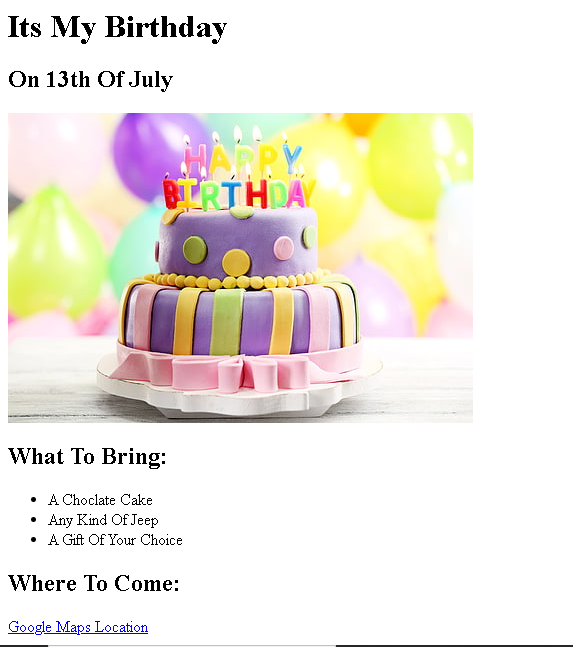 Its My Birthday
On 13th Of July
HAPPY
BIRTHDAY
What To Bring:
A Choclate Cake
Any Kind Of Jeep
A Gift Of Your Choice
Where To Come:
Google Maps Location